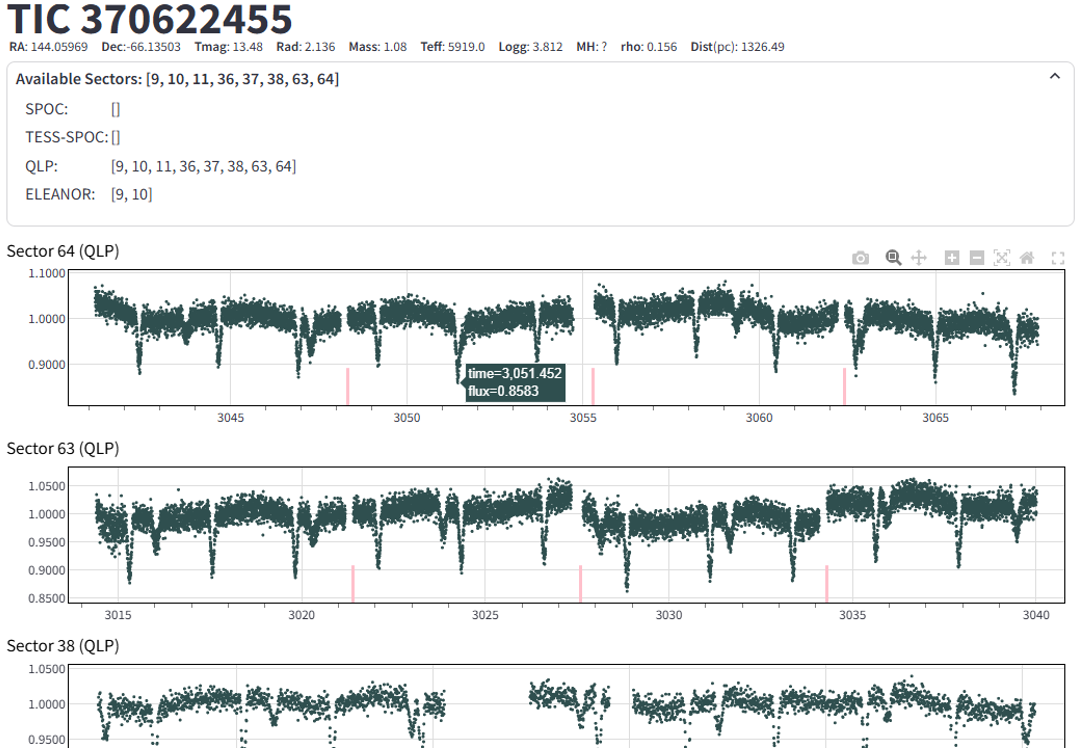 TIC 370622455
RA: 144.05969 Dec:-66.13503 Tmag: 13.48 Rad: 2.136 Mass: 1.08 Teff: 5919.0 Logg: 3.812 MH: ? rho: 0.156 Dist(pc): 1326.49
Available Sectors: [9, 10, 11, 36, 37, 38, 63, 64]
SPOC: []
TESS-SPOC: []
QLP: [9, 10, 11, 36, 37, 38, 63, 64]
ELEANOR: [9, 10]
Sector 64 (QLP)
1.1000
1.0000
0.9000
time=3,051.452
flux=0.8583
3045 3050 3055 3060 3065
Sector 63 (QLP)
1.0500
1.0000
0.9500
0.9000
0.8500
3015 3020 3025 3030 3035 3040
Sector 38 (QLP)
1.0500
1.0000
0.9500